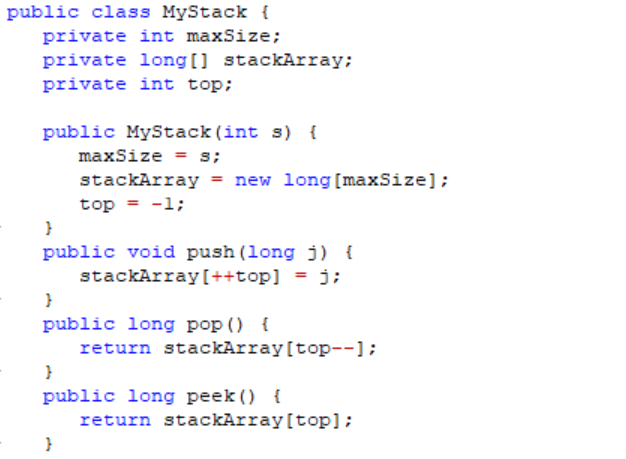 public class MyStack {
   private int maxSize;
   private long[] stackArray;
   private int top;

   public MyStack(int s) {
      maxSize = s;
      stackArray = new long[maxSize];
      top = -1;
   }
   public void push(long j) {
      stackArray[++top] = j;
   }
   public long pop() {
      return stackArray[top--];
   }
   public long peek() {
      return stackArray[top];
   }